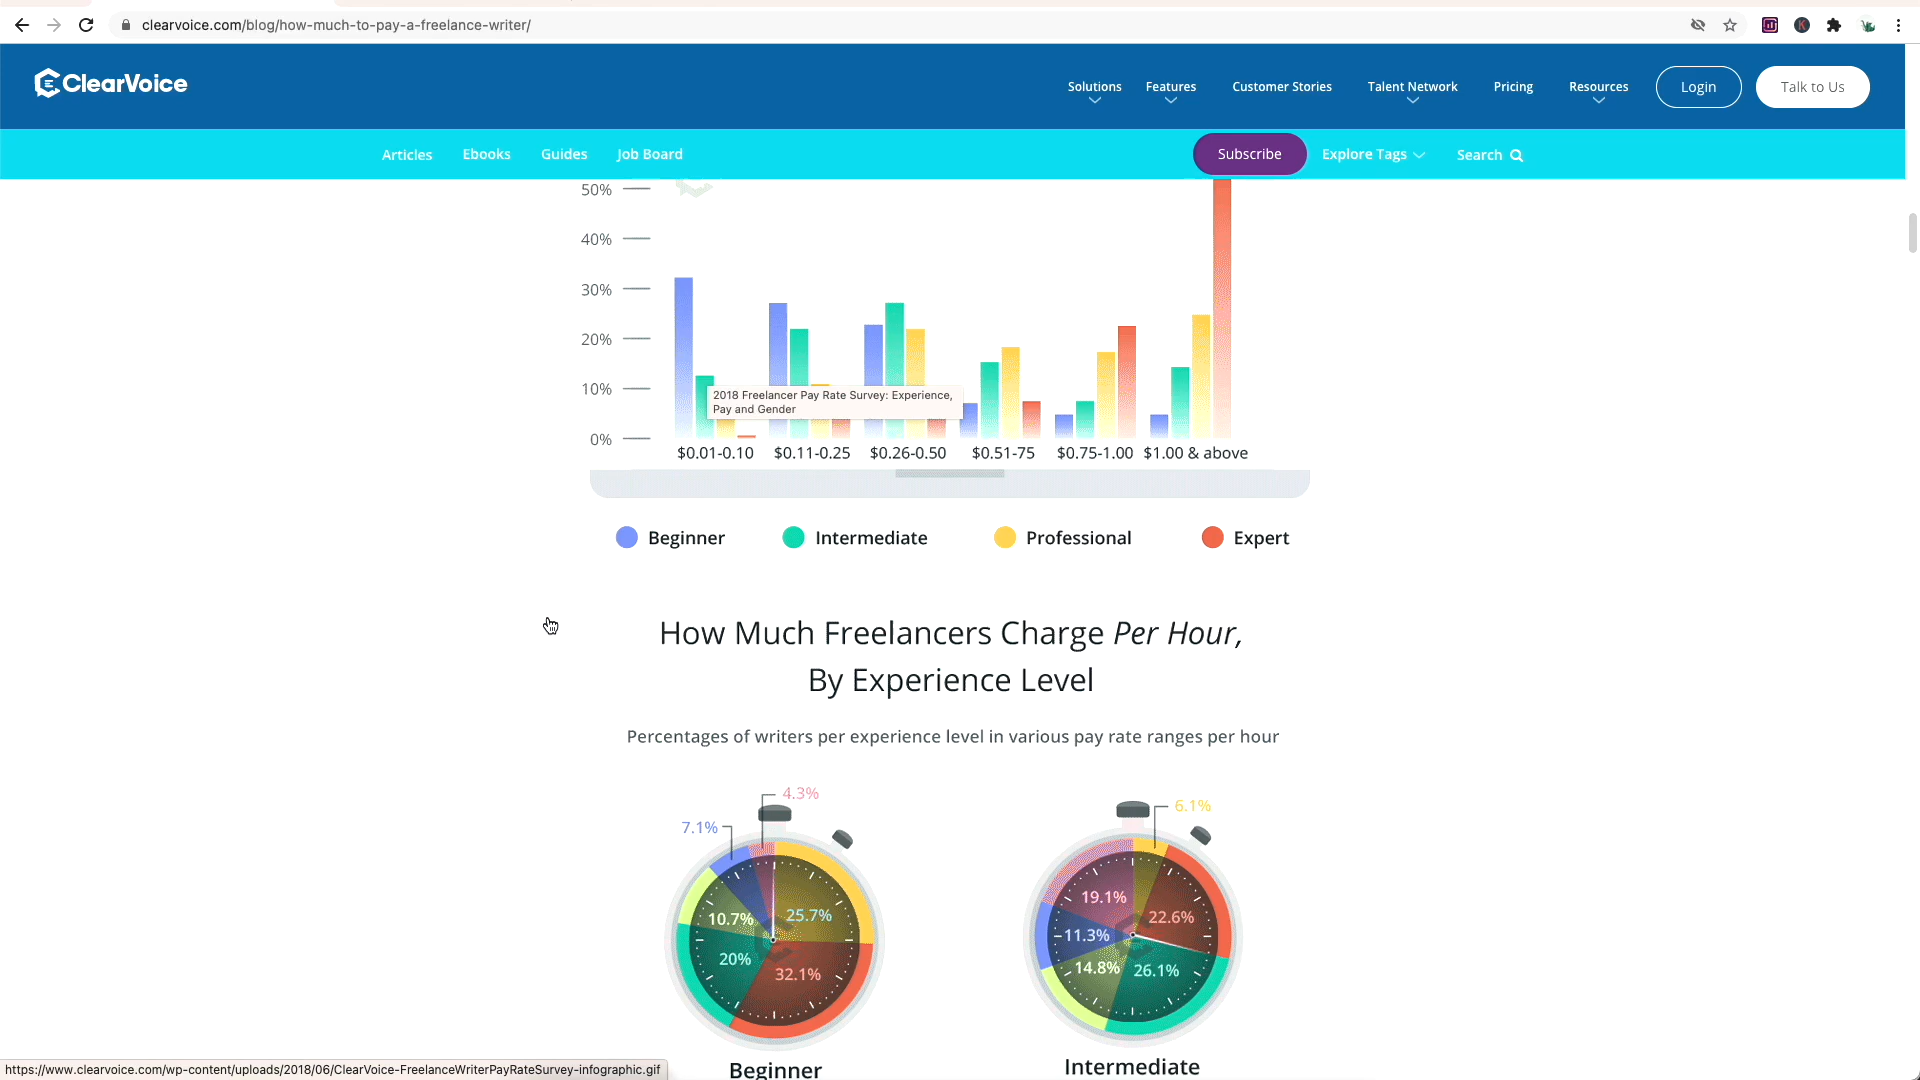 clearvoice.com/blog/how-much-to-pay-a-freelance-writer/
ClearVoice
Solutions Features Customer Stories Talent Network Pricing Resources Login Talk to Us
Articles Ebooks Guides Job Board Subscribe Explore Tags Search
50%
40%
30%
20%
10%
0%
2018 Freelancer Pay Rate Survey: Experience,
Pay and Gender
$0.01-0.10 $0.11-0.25 $0.26-0.50 $0.51-75 $0.75-1.00 $1.00 & above
Beginner Intermediate Professional Expert
How Much Freelancers Charge Per Hour,
By Experience Level
Percentages of writers per experience level in various pay rate ranges per hour
4.3%
7.1%
10.7% 25.7%
20% 32.1%
Beginner
6.1%
19.1% 22.6%
11.3%
14.8% 26.1%
Intermediate
https://www.clearvoice.com/wp-content/uploads/2018/06/ClearVoice-FreelanceWriterPayRateSurvey-infographic.gif